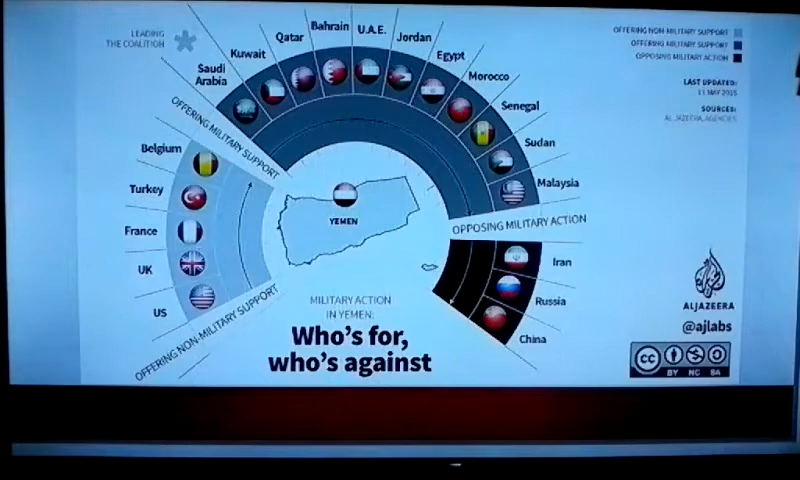 LEADING
THE COALITION
OFFERING NON-MILITARY SUPPORT
OFFERING MILITARY SUPPORT
OPPOSING MILITARY ACTION
LAST UPDATED:
11 MAY 2015
SOURCES:
AL JAZEERA, AGENCIES
OFFERING MILITARY SUPPORT
Saudi
Arabia
Kuwait
Qatar
Bahrain
U.A.E.
Jordan
Egypt
Morocco
Senegal
Sudan
Malaysia
OPPOSING MILITARY ACTION
Iran
Russia
China
Belgium
Turkey
France
UK
US
OFFERING NON-MILITARY SUPPORT
YEMEN
MILITARY ACTION
IN YEMEN:
Who's for,
who's against
ALJAZEERA
@ajlabs
cc
BY NC SA